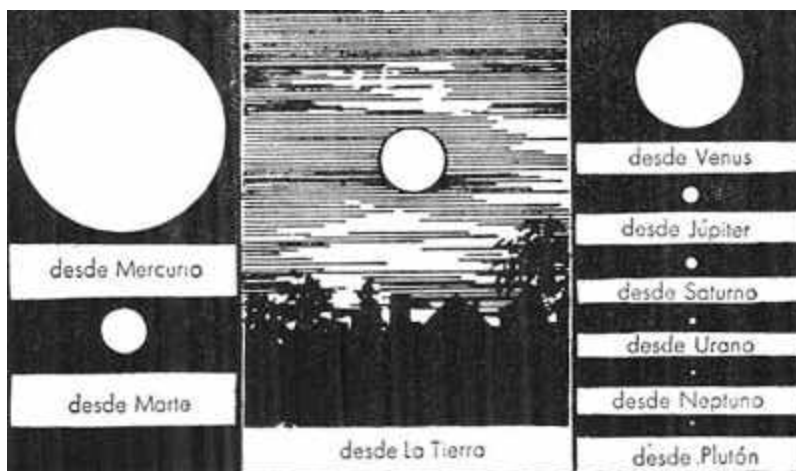 desde Mercurio
desde Marte
desde La Tierra
desde Venus
desde Júpiter
desde Saturno
desde Urano
desde Neptuno
desde Plutón